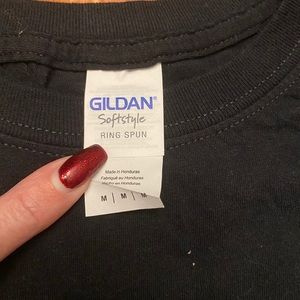 GILDAN®
Softstyle
RING SPUN
Made in Honduras
Fabriqué au Honduras
Hecho en Honduras
M | M | M